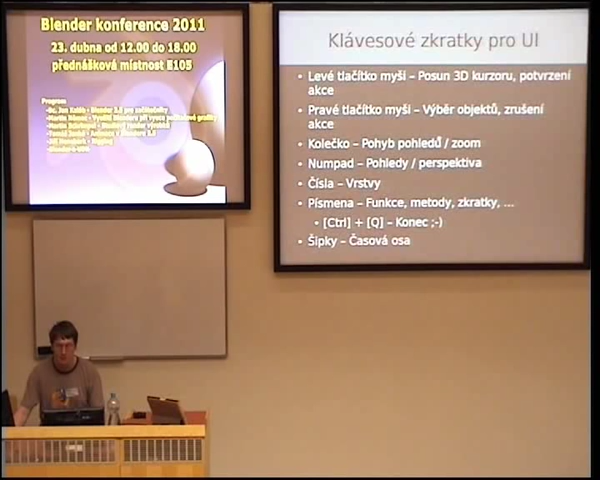 Blender konference 2011
23. dubna od 12.00 do 18.00
přednášková místnost E105
Program
Klávesové zkratky pro UI
• Levé tlačítko myši – Posun 3D kurzoru, potvrzení
akce
• Pravé tlačítko myši – Výběr objektů, zrušení
akce
• Kolečko – Pohyb pohledů / zoom
• Numpad – Pohledy / perspektiva
• Čísla – Vrstvy
• Písmena – Funkce, metody, zkratky, ...
• [Ctrl] + [Q] – Konec ;-)
• Šipky – Časová osa